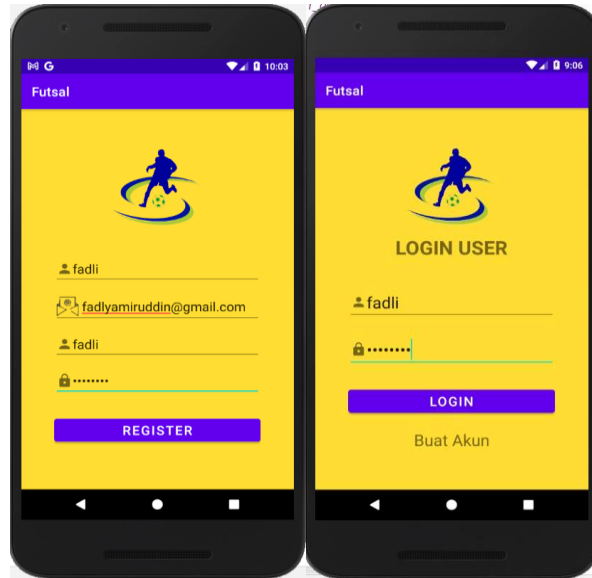 10:03
Futsal
fadli
fadlyamiruddin@gmail.com
fadli
••••••••
REGISTER
9:06
Futsal
LOGIN USER
fadli
••••••••
LOGIN
Buat Akun